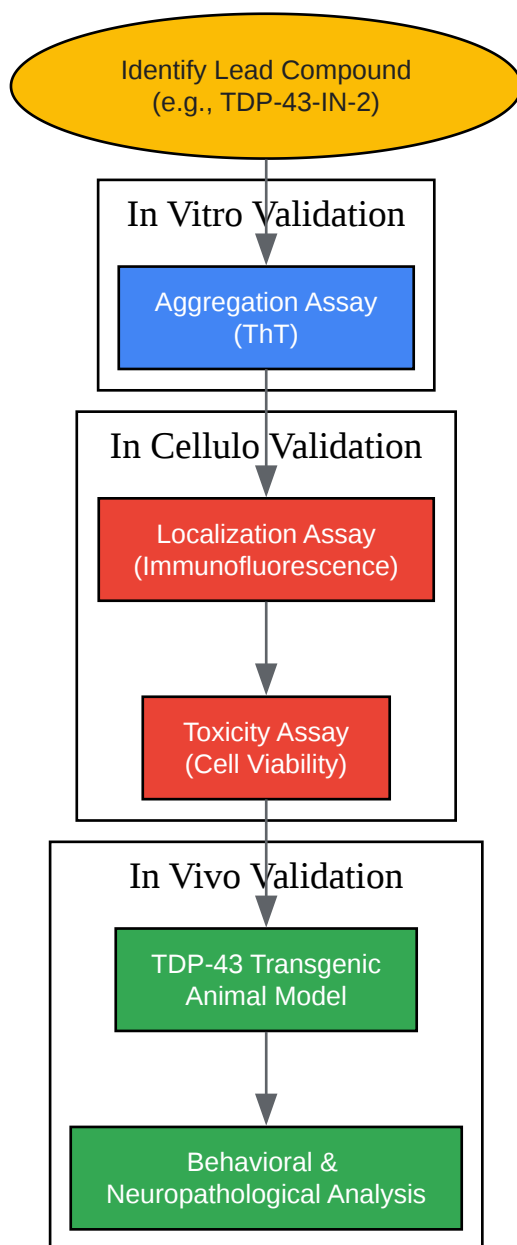 Identify Lead Compound
(e.g., TDP-43-IN-2)
In Vitro Validation
Aggregation Assay
(ThT)
In Cellulo Validation
Localization Assay
(Immunofluorescence)
Toxicity Assay
(Cell Viability)
In Vivo Validation
TDP-43 Transgenic
Animal Model
Behavioral &
Neuropathological Analysis